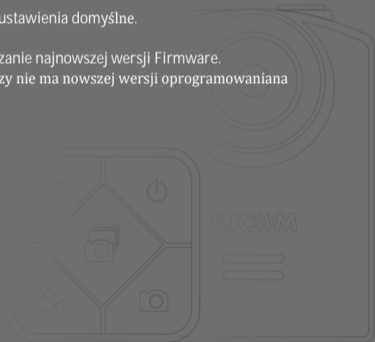 ustawienia domyślne.
zanie najnowszej wersji Firmware.
zy nie ma nowszej wersji oprogramowaniana
SJCAM